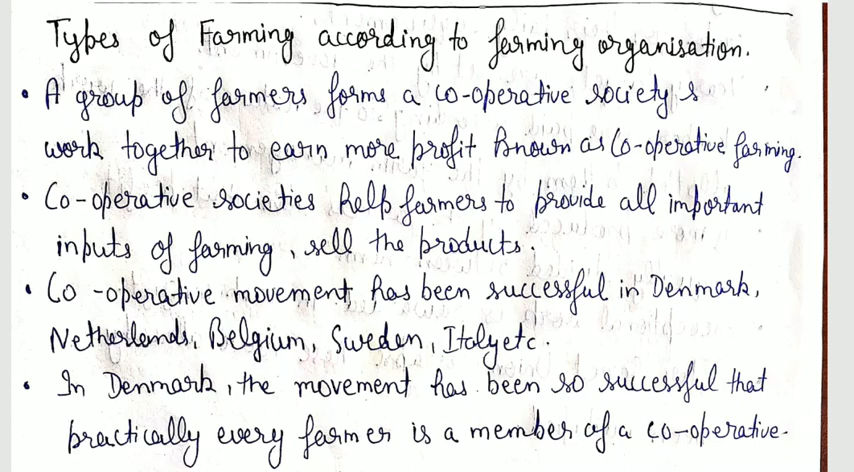 Types of Farming according to farming organisation.
• A group of farmers forms a co-operative society &
work together to earn more profit known as Co-operative farming.
• Co-operative societies help farmers to provide all important
inputs of farming, sell the products.
• Co-operative movement has been successful in Denmark,
Netherlands, Belgium, Sweden, Italy etc.
• In Denmark, the movement has been so successful that
practically every farmer is a member of a co-operative.